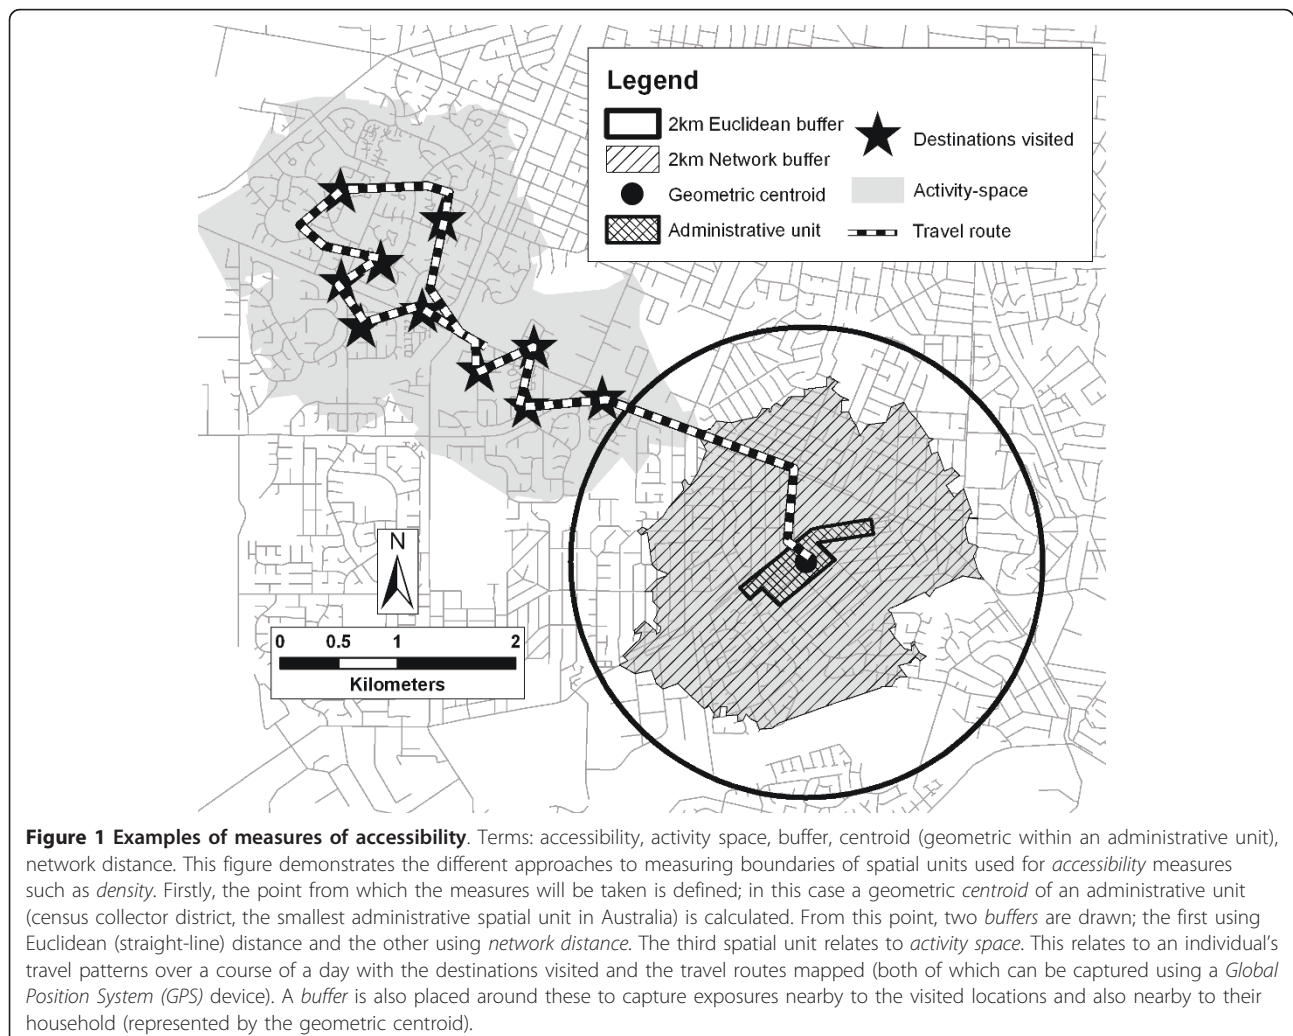 Legend
2km Euclidean buffer
2km Network buffer
Geometric centroid
Administrative unit
Destinations visited
Activity-space
Travel route
N
0 0.5 1 2
Kilometers
Figure 1 Examples of measures of accessibility. Terms: accessibility, activity space, buffer, centroid (geometric within an administrative unit),
network distance. This figure demonstrates the different approaches to measuring boundaries of spatial units used for accessibility measures
such as density. Firstly, the point from which the measures will be taken is defined; in this case a geometric centroid of an administrative unit
(census collector district, the smallest administrative spatial unit in Australia) is calculated. From this point, two buffers are drawn; the first using
Euclidean (straight-line) distance and the other using network distance. The third spatial unit relates to activity space. This relates to an individual's
travel patterns over a course of a day with the destinations visited and the travel routes mapped (both of which can be captured using a Global
Position System (GPS) device). A buffer is also placed around these to capture exposures nearby to the visited locations and also nearby to their
household (represented by the geometric centroid).